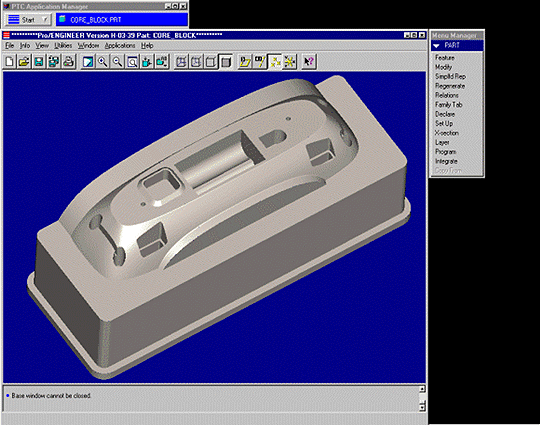 PTC Application Manager
Start
CORE_BLOCK.PRT
**********Pro/ENGINEER Version H-03-39 Part: CORE_BLOCK**********
File Info View Utilities Window Applications Help
Menu Manager
PART
Feature
Modify
Simplfd Rep
Regenerate
Relations
Family Tab
Declare
Set Up
X-section
Layer
Program
Integrate
Copy From
Base window cannot be closed.